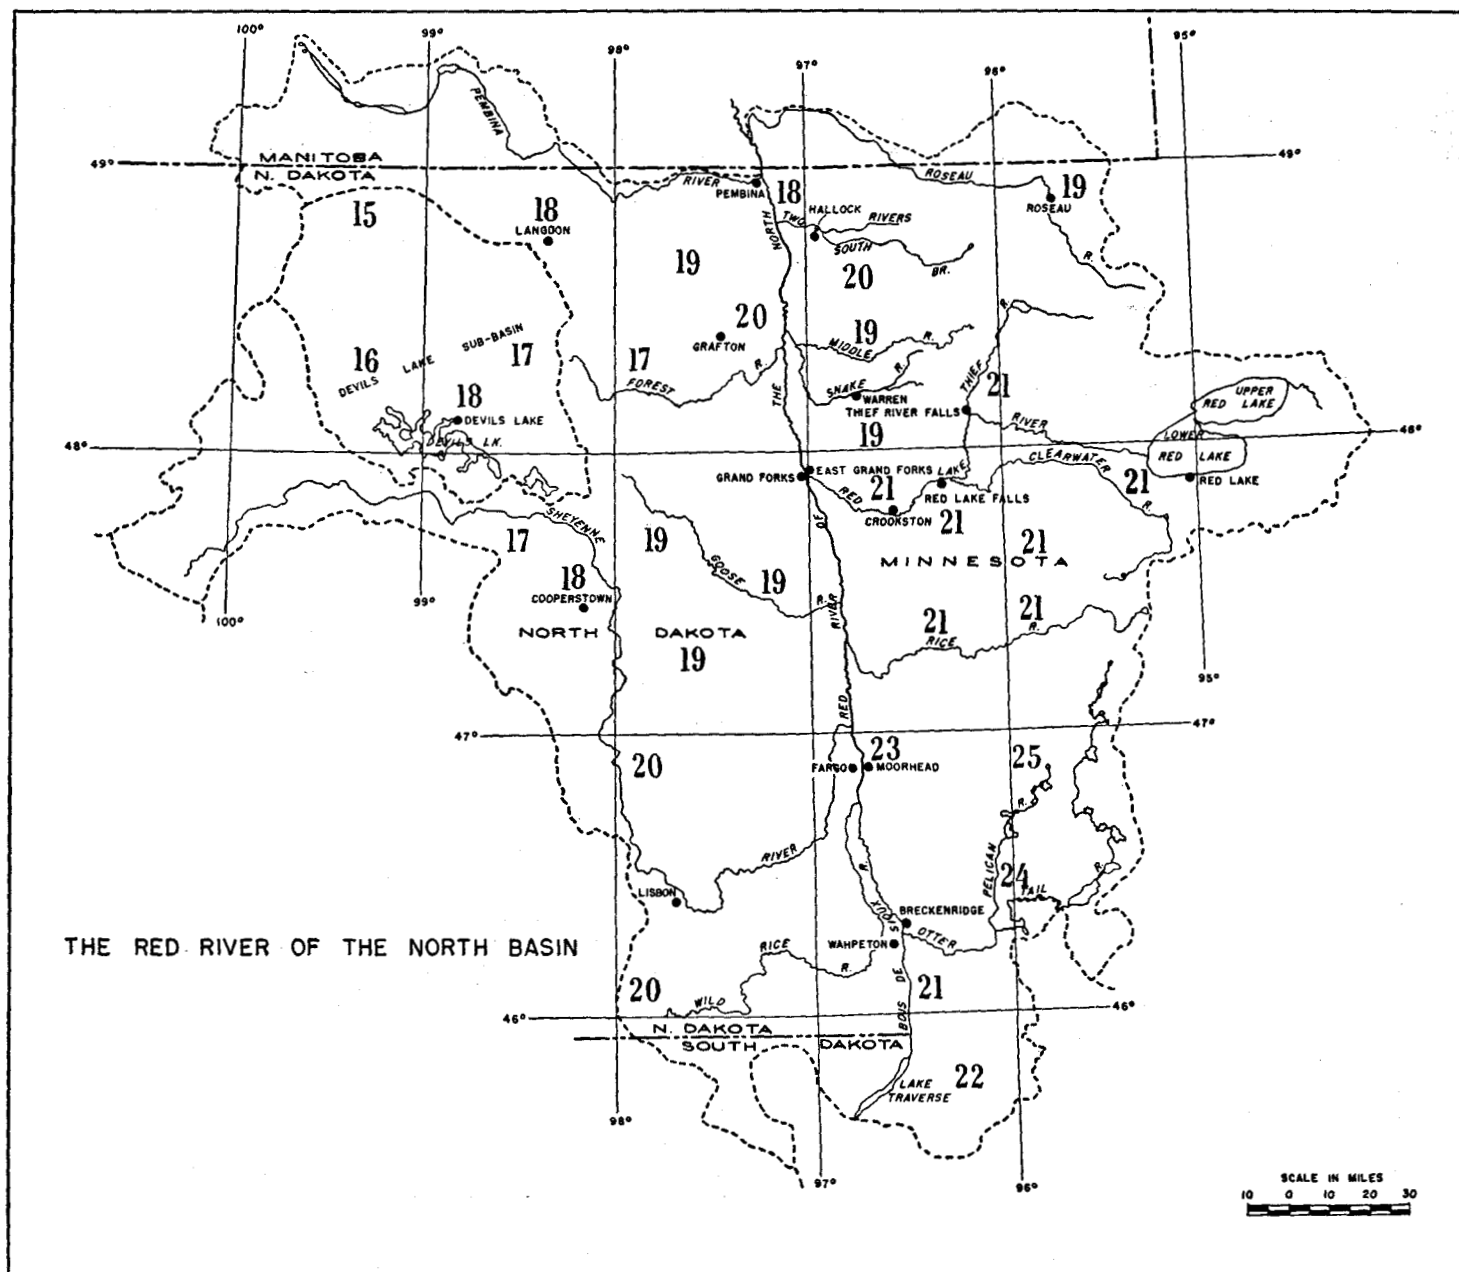 100°
99°
98°
97°
96°
95°
PEMBINA
49°
MANITOBA
N. DAKOTA
49°
RIVER
PEMBINA
18
ROSEAU
19
ROSEAU
15
18
LANGDON
HALLOCK
TWO RIVERS
NORTH
SOUTH
BR.
R.
19
20
20
GRAFTON
19
MIDDLE R.
R.
16
DEVILS LAKE SUB-BASIN
17
17
FOREST R.
THE
SNAKE R.
WARREN
THIEF
21
UPPER
RED LAKE
18
DEVILS LAKE
THIEF RIVER FALLS
RIVER
DEVILS LK.
19
LOWER
RED LAKE
48°
48°
GRAND FORKS
EAST GRAND FORKS
LAKE
CLEARWATER
RED LAKE
RED
21
RED LAKE FALLS
21
R.
CROOKSTON
21
OF
SHEYENNE
17
19
GOOSE
21
MINNESOTA
18
COOPERSTOWN
19
R.
RIVER
99°
100°
21
21
RICE
R.
NORTH DAKOTA
19
95°
RED
47°
47°
20
FARGO
23
MOORHEAD
25
R.
RIVER
R.
PELICAN
24
TAIL
R.
LISBON
BRECKENRIDGE
SIOUX
WAHPETON
OTTER
THE RED RIVER OF THE NORTH BASIN
RICE
R.
20
WILD
DE
21
BOIS
46°
46°
N. DAKOTA
SOUTH DAKOTA
LAKE
TRAVERSE
22
98°
97°
96°
SCALE IN MILES
10 0 10 20 30